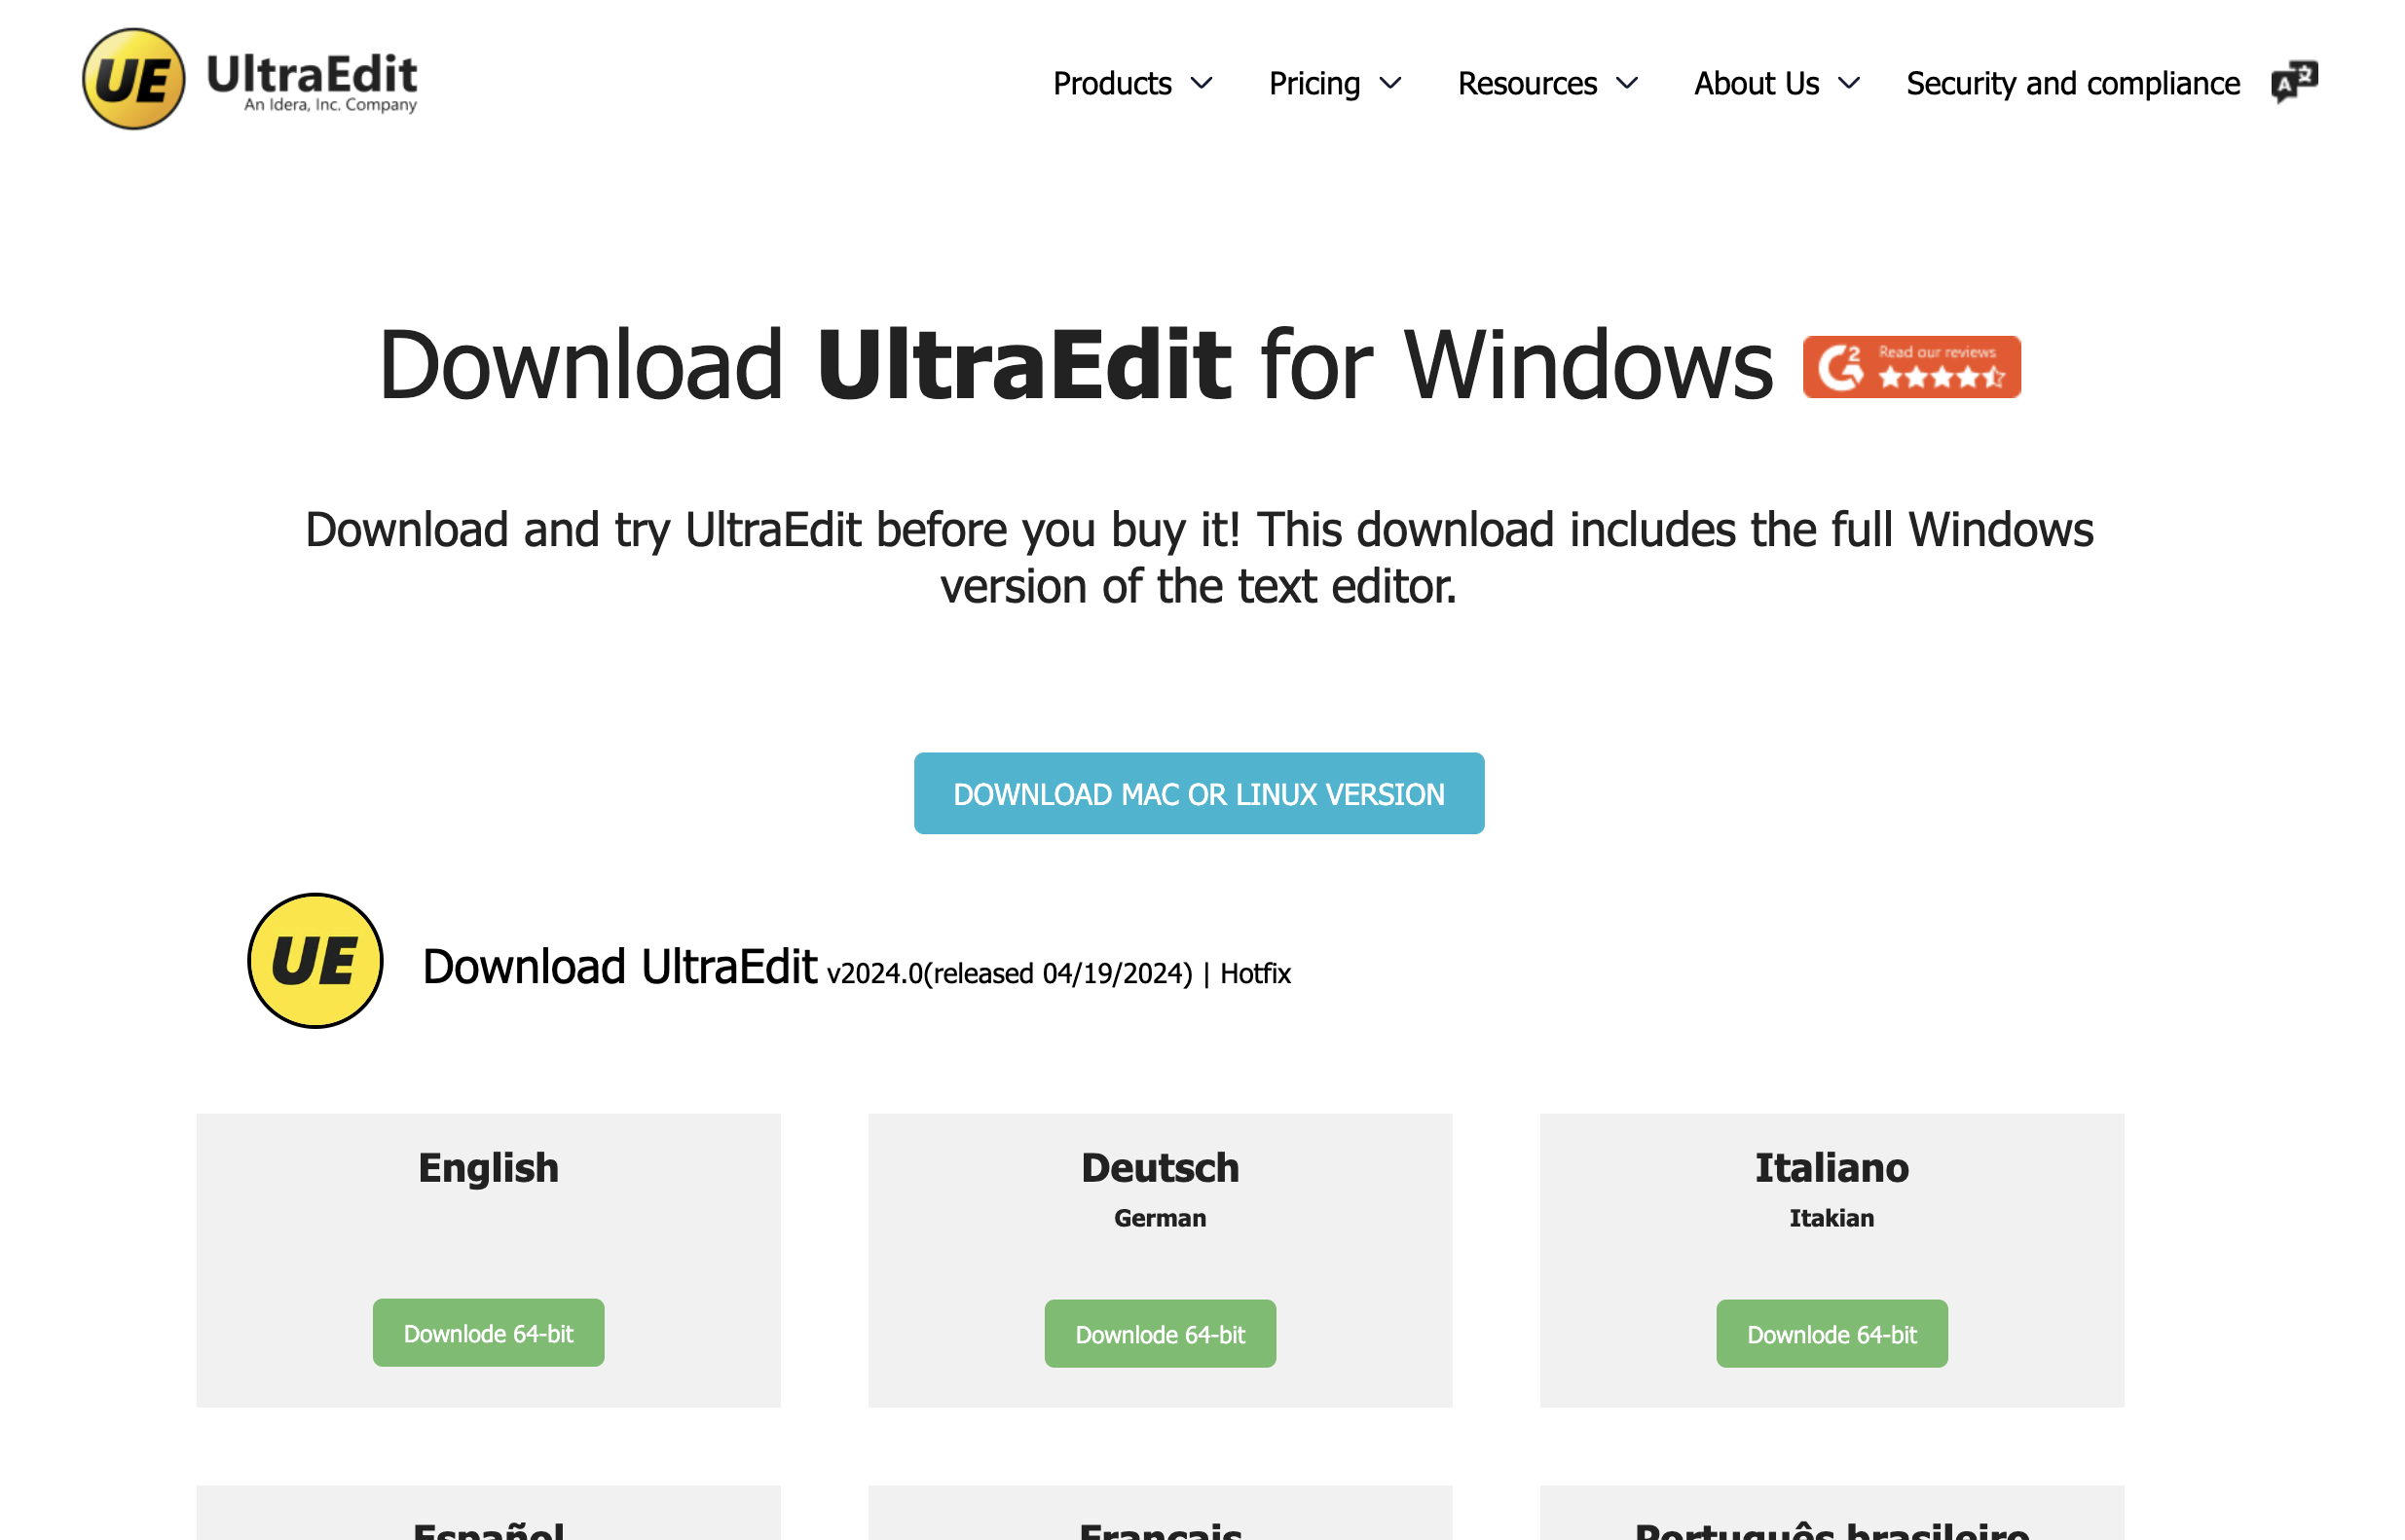 UE UltraEdit
An Idera, Inc. Company
Products Pricing Resources About Us Security and compliance A 文
Download UltraEdit for Windows G2 Read our reviews
Download and try UltraEdit before you buy it! This download includes the full Windows
version of the text editor.
DOWNLOAD MAC OR LINUX VERSION
UE Download UltraEdit v2024.0(released 04/19/2024) | Hotfix
English Deutsch Italiano
German Itakian
Downlode 64-bit Downlode 64-bit Downlode 64-bit
Español Français Português brasileiro